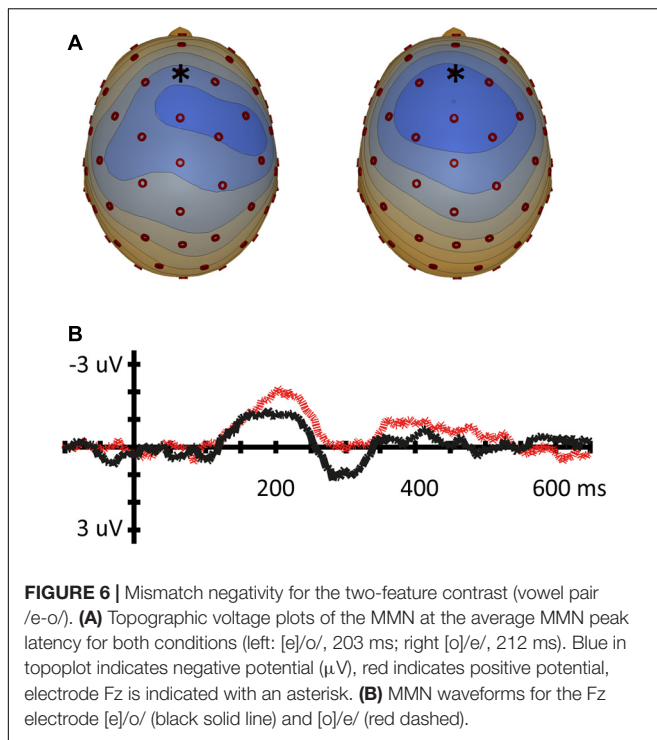 A
*
*
B
-3 uV
200
400
600 ms
3 uV
FIGURE 6 | Mismatch negativity for the two-feature contrast (vowel pair
/e-o/). (A) Topographic voltage plots of the MMN at the average MMN peak
latency for both conditions (left: [e]/o/, 203 ms; right [o]/e/, 212 ms). Blue in
topoplot indicates negative potential (μV), red indicates positive potential,
electrode Fz is indicated with an asterisk. (B) MMN waveforms for the Fz
electrode [e]/o/ (black solid line) and [o]/e/ (red dashed).